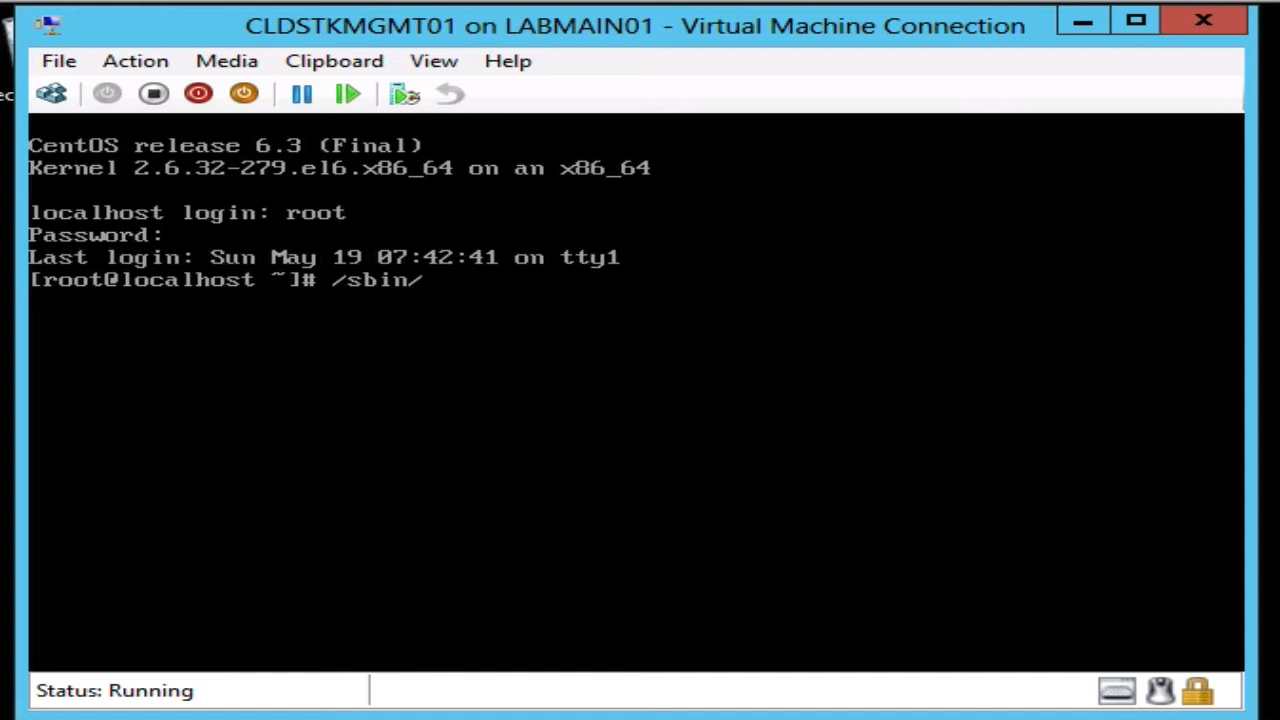 CLDSTKMGMT01 on LABMAIN01 - Virtual Machine Connection
File Action Media Clipboard View Help
ec
CentOS release 6.3 (Final)
Kernel 2.6.32-279.el6.x86_64 on an x86_64
localhost login: root
Password:
Last login: Sun May 19 07:42:41 on tty1
[root@localhost ~]# /sbin/
Status: Running